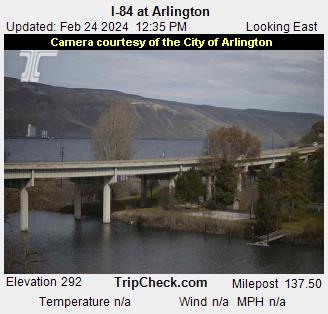 I-84 at Arlington
Updated: Feb 24 2024 12:35 PM Looking East
Camera courtesy of the City of Arlington
Elevation 292 TripCheck.com Milepost 137.50
Temperature n/a Wind n/a MPH n/a